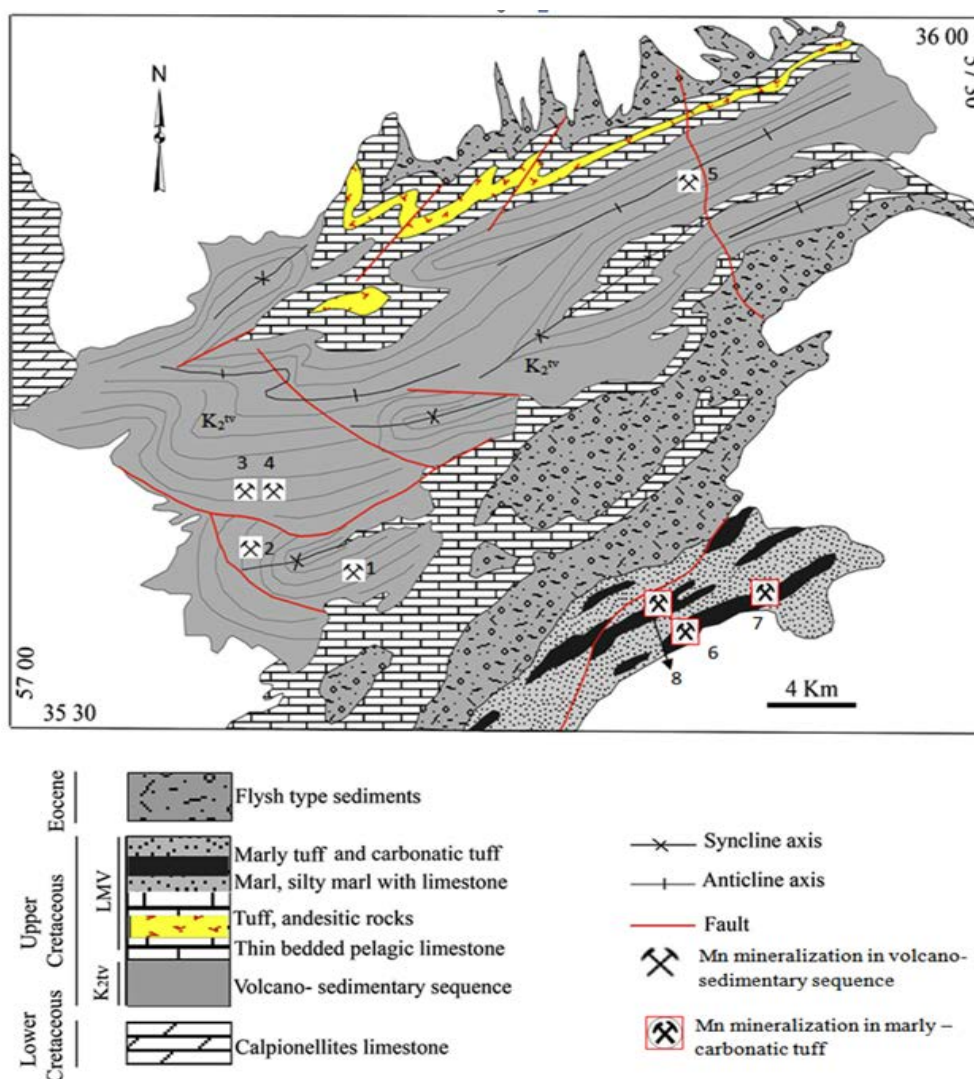 36 00
57 30
N
5
K2tv
K2tv
3 4
2
1
7
6
8
57 00
35 30
4 Km
Eocene
Flysh type sediments
Upper Cretaceous
LMV
Marly tuff and carbonatic tuff
Marl, silty marl with limestone
Tuff, andesitic rocks
Thin bedded pelagic limestone
K2tv
Volcano- sedimentary sequence
Lower Cretaceous
Calpionellites limestone
Syncline axis
Anticline axis
Fault
Mn mineralization in volcano-
sedimentary sequence
Mn mineralization in marly –
carbonatic tuff